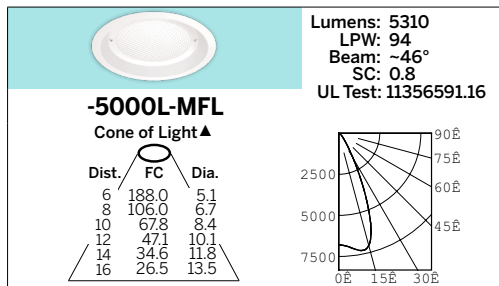 Lumens: 5310
LPW: 94
Beam: ~46°
SC: 0.8
UL Test: 11356591.16
-5000L-MFL
Cone of Light▲
Dist. FC Dia.
6 188.0 5.1
8 106.0 6.7
10 67.8 8.4
12 47.1 10.1
14 34.6 11.8
16 26.5 13.5
90Ê
75Ê
2500
60Ê
5000
45Ê
7500
0Ê 15Ê 30Ê